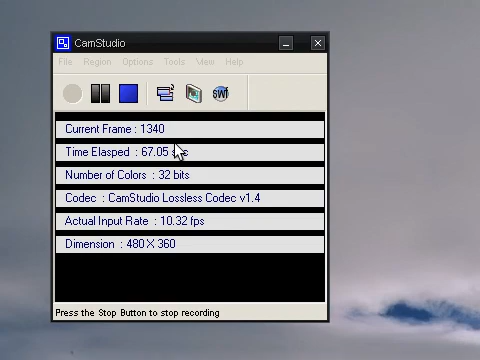 CamStudio
File Region Options Tools View Help
SWF
Current Frame : 1340
Time Elasped : 67.05
Number of Colors : 32 bits
Codec : CamStudio Lossless Codec v1.4
Actual Input Rate : 10.32 fps
Dimension : 480 X 360
Press the Stop Button to stop recording